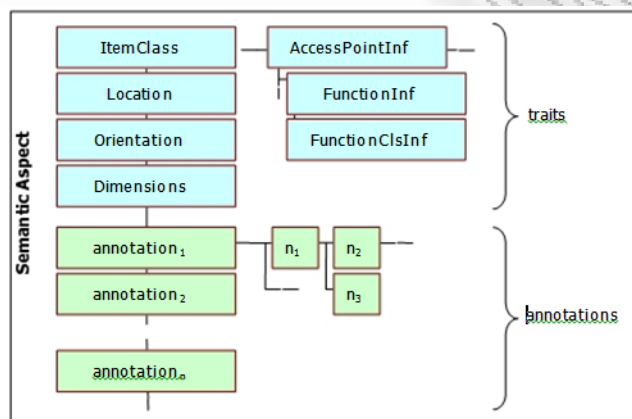 Semantic Aspect
ItemClass
AccessPointInf
Location
FunctionInf
Orientation
FunctionClsInf
Dimensions
traits
annotation₁
n₁
n₂
annotation₂
n₃
annotations
annotationₙ